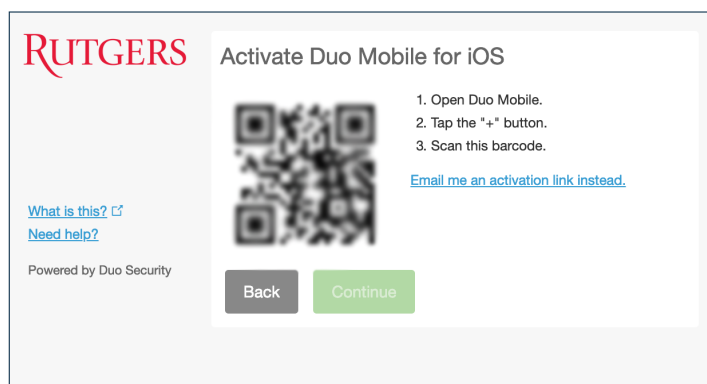 RUTGERS
Activate Duo Mobile for iOS
1. Open Duo Mobile.
2. Tap the "+" button.
3. Scan this barcode.
Email me an activation link instead.
What is this?
Need help?
Powered by Duo Security
Back
Continue